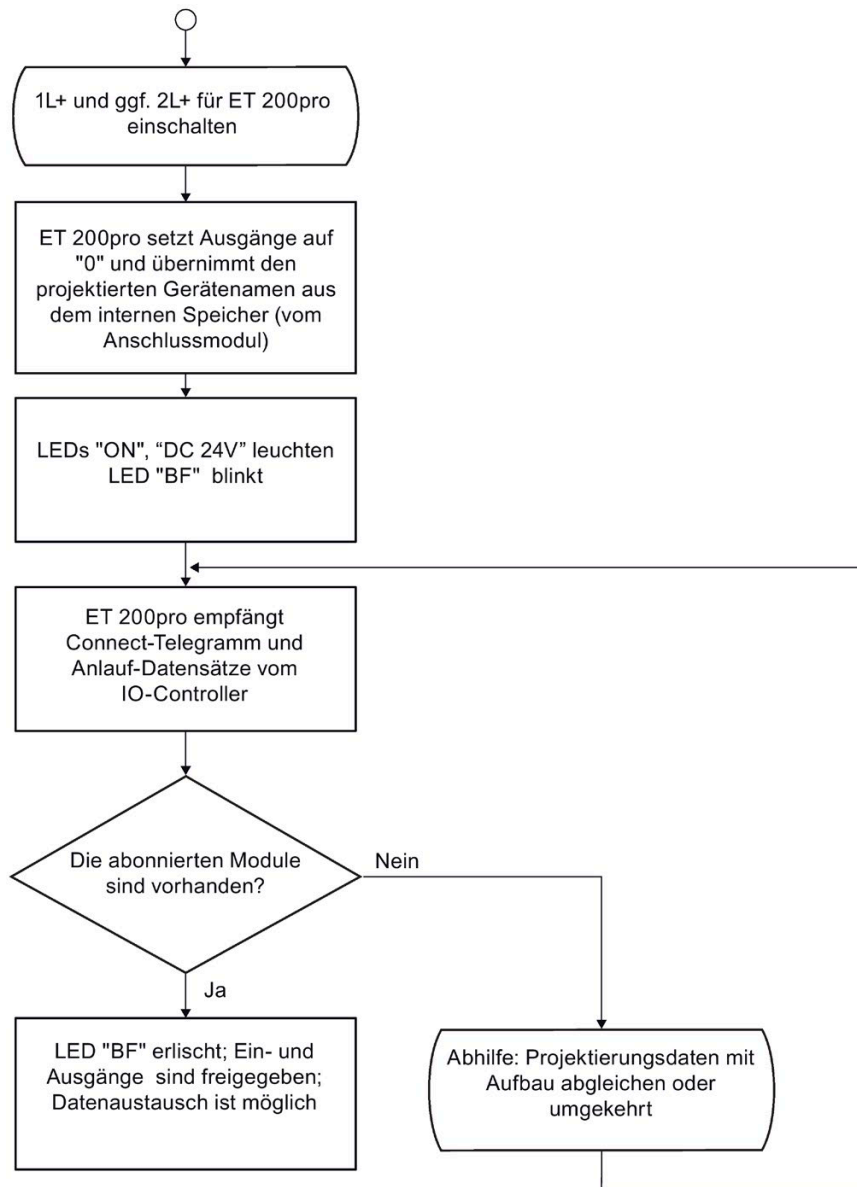 1L+ und ggf. 2L+ für ET 200pro
einschalten
ET 200pro setzt Ausgänge auf
"0" und übernimmt den
projektierten Gerätenamen aus
dem internen Speicher (vom
Anschlussmodul)
LEDs "ON", “DC 24V” leuchten
LED "BF" blinkt
ET 200pro empfängt
Connect-Telegramm und
Anlauf-Datensätze vom
IO-Controller
Die abonnierten Module
sind vorhanden?
Nein
Ja
LED "BF" erlischt; Ein- und
Ausgänge sind freigegeben;
Datenaustausch ist möglich
Abhilfe: Projektierungsdaten mit
Aufbau abgleichen oder
umgekehrt